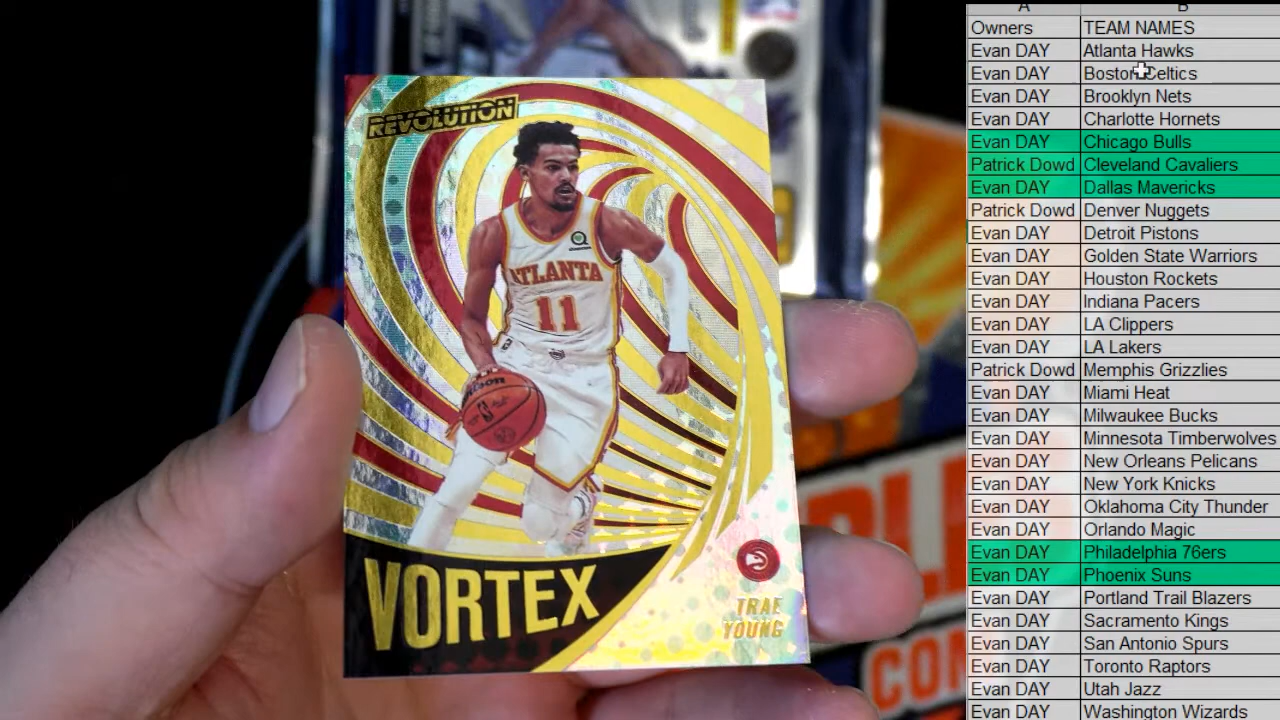 REVOLUTION
ATLANTA
11
Wilson
VORTEX
TRAE
YOUNG
A B
Owners TEAM NAMES
Evan DAY Atlanta Hawks
Evan DAY Boston Celtics
Evan DAY Brooklyn Nets
Evan DAY Charlotte Hornets
Evan DAY Chicago Bulls
Patrick Dowd Cleveland Cavaliers
Evan DAY Dallas Mavericks
Patrick Dowd Denver Nuggets
Evan DAY Detroit Pistons
Evan DAY Golden State Warriors
Evan DAY Houston Rockets
Evan DAY Indiana Pacers
Evan DAY LA Clippers
Evan DAY LA Lakers
Patrick Dowd Memphis Grizzlies
Evan DAY Miami Heat
Evan DAY Milwaukee Bucks
Evan DAY Minnesota Timberwolves
Evan DAY New Orleans Pelicans
Evan DAY New York Knicks
Evan DAY Oklahoma City Thunder
Evan DAY Orlando Magic
Evan DAY Philadelphia 76ers
Evan DAY Phoenix Suns
Evan DAY Portland Trail Blazers
Evan DAY Sacramento Kings
Evan DAY San Antonio Spurs
Evan DAY Toronto Raptors
Evan DAY Utah Jazz
Evan DAY Washington Wizards